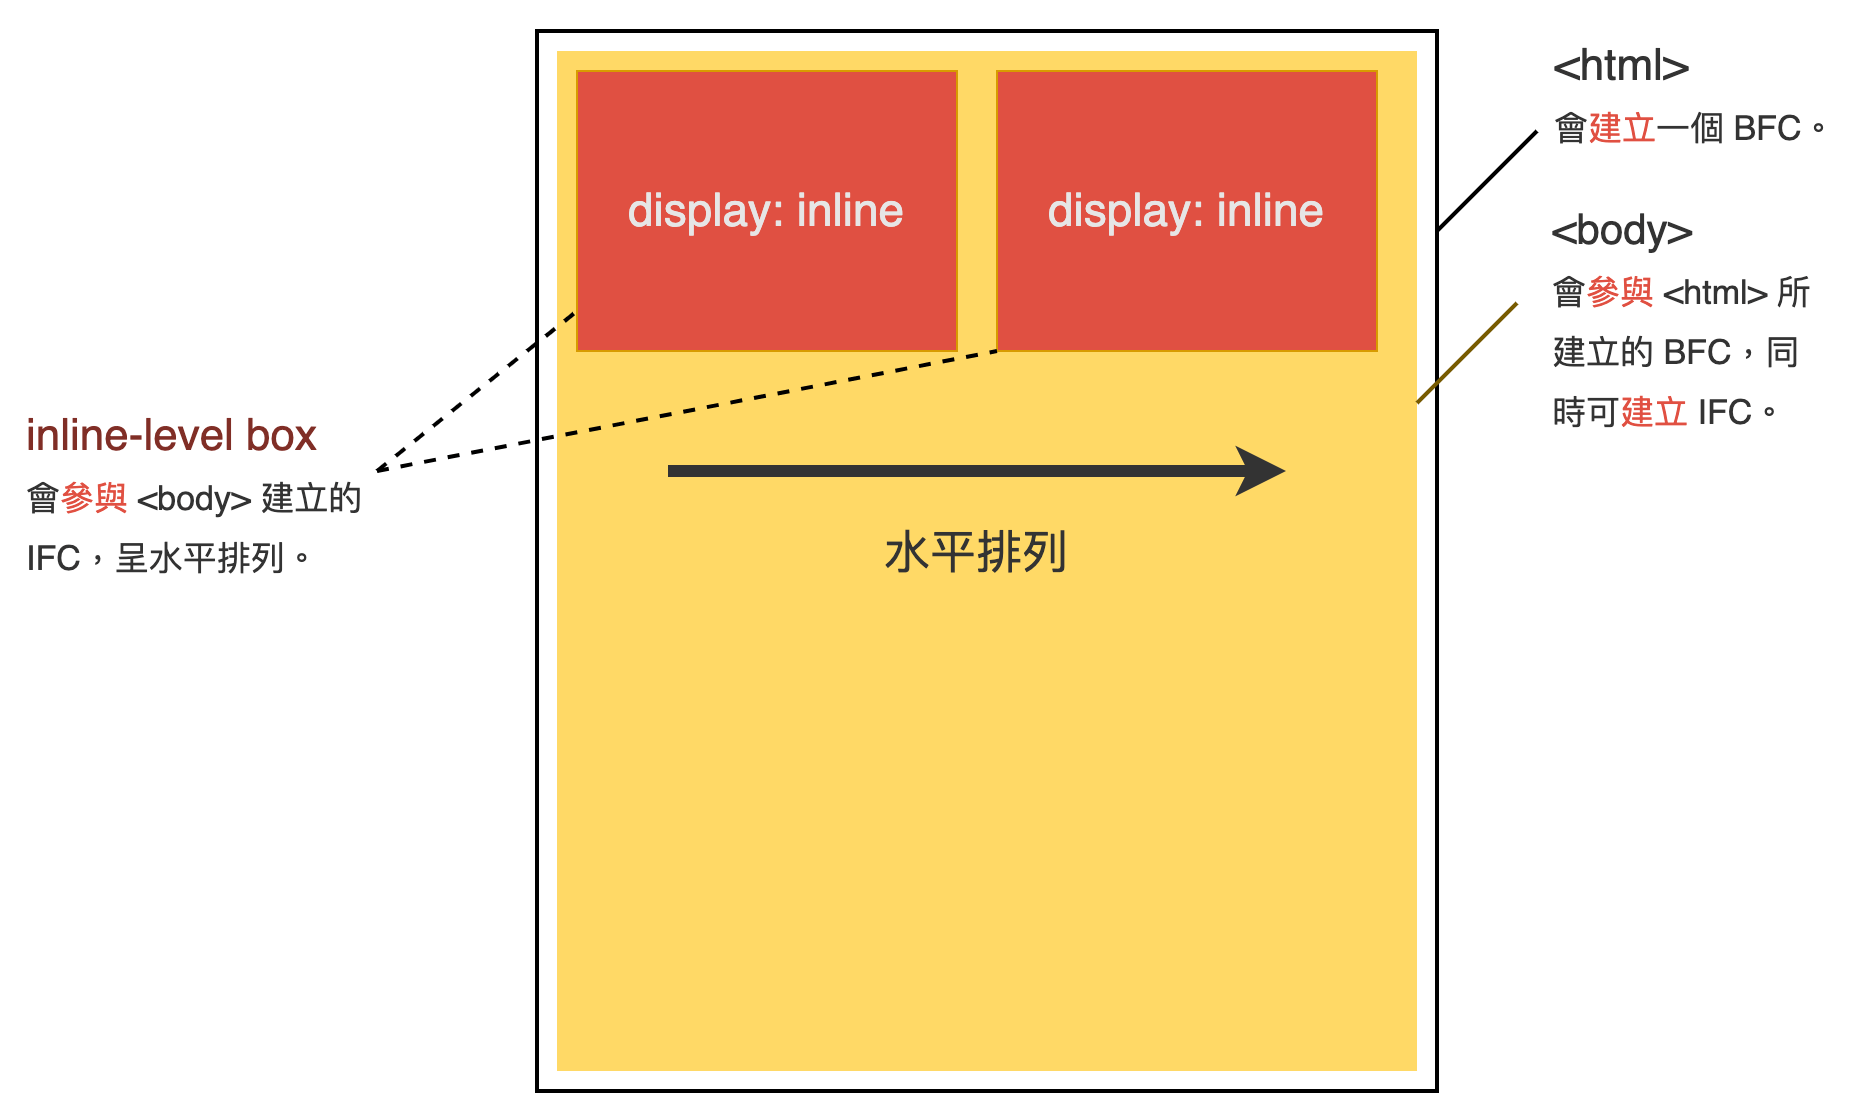 display: inline
display: inline
<html>
會建立一個 BFC。
<body>
會參與 <html> 所
建立的 BFC，同
時可建立 IFC。
inline-level box
會參與 <body> 建立的
IFC，呈水平排列。
水平排列